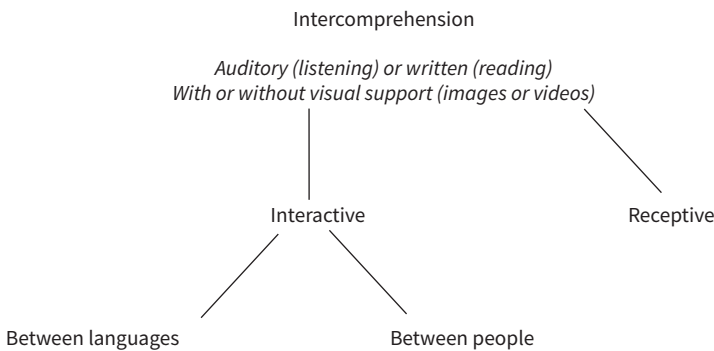 Intercomprehension
Auditory (listening) or written (reading)
With or without visual support (images or videos)
Interactive
Receptive
Between languages
Between people